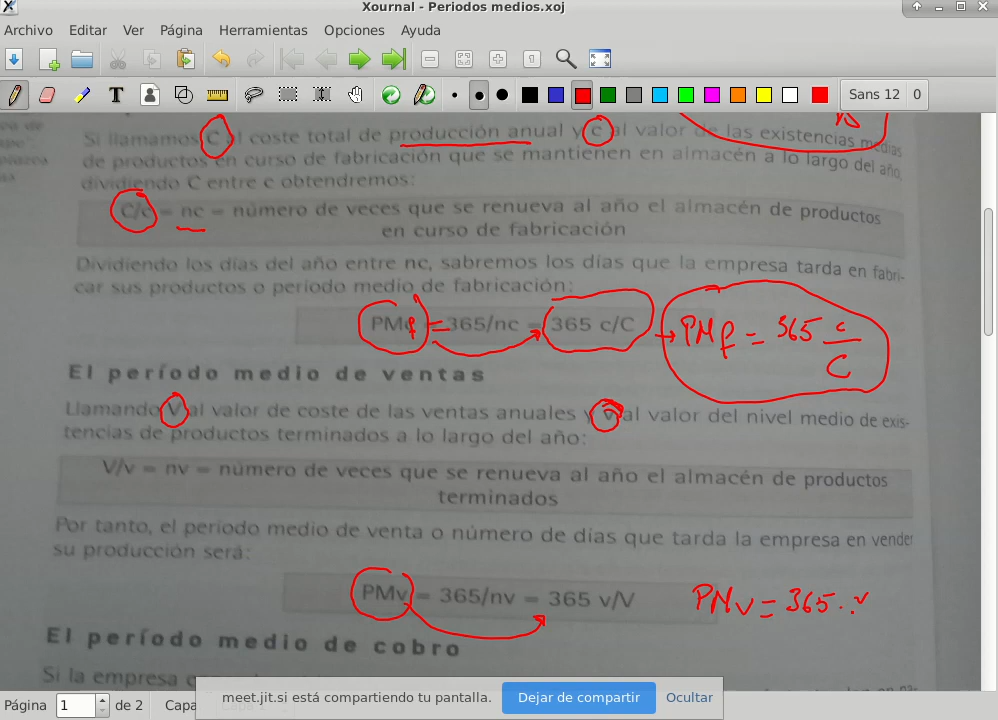 Xournal - Periodos medios.xoj
Archivo Editar Ver Página Herramientas Opciones Ayuda
T Sans 12 0
Si llamamos C al coste total de producción anual y c al valor de las existencias medias
de productos en curso de fabricación que se mantienen en almacén a lo largo del año,
dividiendo C entre c obtendremos:
C/c = nc = número de veces que se renueva al año el almacén de productos
en curso de fabricación
Dividiendo los días del año entre nc, sabremos los días que la empresa tarda en fabri-
car sus productos o periodo medio de fabricación:
PMf = 365/nc = 365 c/C → PMf = 365 c/C
El período medio de ventas
Llamando V al valor de coste de las ventas anuales y v al valor del nivel medio de exis-
tencias de productos terminados a lo largo del año:
V/v = nv = número de veces que se renueva al año el almacén de productos
terminados
Por tanto, el periodo medio de venta o número de días que tarda la empresa en vender
su producción será:
PMv = 365/nv = 365 v/V PMv = 365 · v
El período medio de cobro
Si la empresa
meet.jit.si está compartiendo tu pantalla. Dejar de compartir Ocultar
Página 1 de 2 Capa